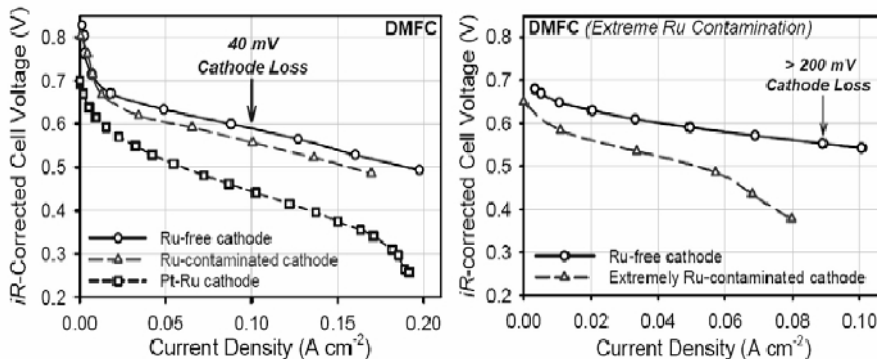 DMFC
40 mV
Cathode Loss
0.8
0.7
0.6
0.5
0.4
0.3
0.2
iR-Corrected Cell Voltage (V)
Ru-free cathode
Ru-contaminated cathode
Pt-Ru cathode
0.00 0.05 0.10 0.15 0.20
Current Density (A cm-2)
DMFC (Extreme Ru Contamination)
> 200 mV
Cathode Loss
0.8
0.7
0.6
0.5
0.4
0.3
0.2
iR-corrected Cell Voltage (V)
Ru-free cathode
Extremely Ru-contaminated cathode
0.00 0.02 0.04 0.06 0.08 0.10
Current Density (A cm-2)